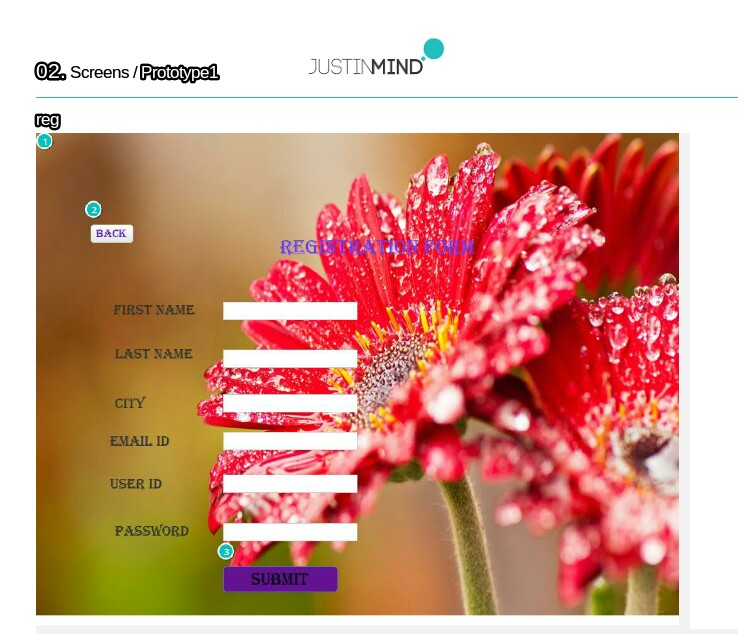 JUSTINMIND
02. Screens / Prototype1
reg
1
2
BACK
REGISTRATION FORM
FIRST NAME
LAST NAME
CITY
EMAIL ID
USER ID
PASSWORD
3
SUBMIT